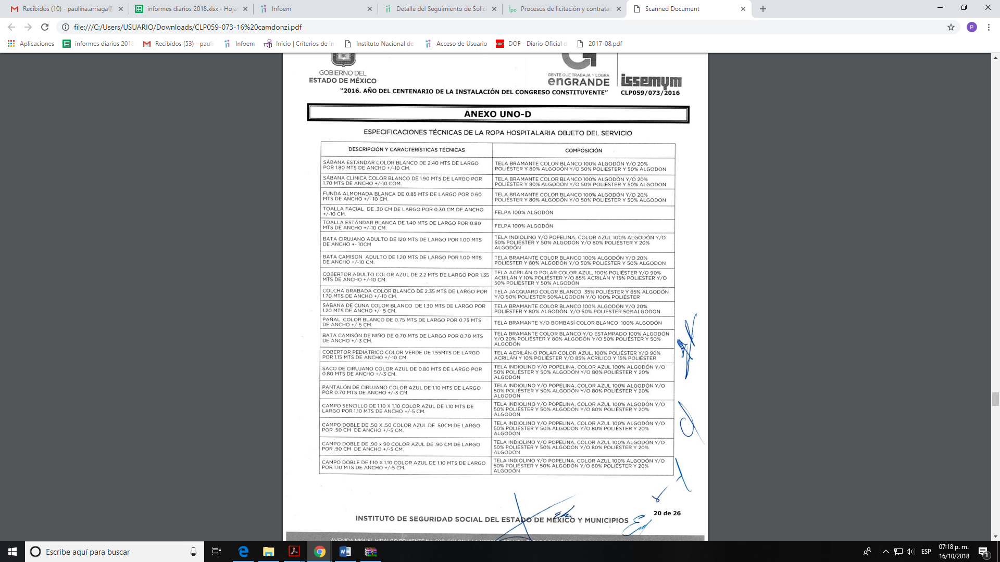 Recibidos (10) - paulina.arriaga@
informes diarios 2018.xlsx - Hoja
Infoem
Detalle del Seguimiento de Solici
Procesos de licitación y contratac
Scanned Document
file:///C:/Users/USUARIO/Downloads/CLP059-073-16%20camdonzi.pdf
P
Aplicaciones
informes diarios 2018
Recibidos (53) - pauli
Infoem
Inicio | Criterios de In
Instituto Nacional de
Acceso de Usuario
DOF - Diario Oficial d
2017-08.pdf
GOBIERNO DEL
ESTADO DE MÉXICO
GENTE QUE TRABAJA Y LOGRA
enGRANDE
issemym
"2016. AÑO DEL CENTENARIO DE LA INSTALACIÓN DEL CONGRESO CONSTITUYENTE"
CLP059/073/2016
ANEXO UNO-D
ESPECIFICACIONES TÉCNICAS DE LA ROPA HOSPITALARIA OBJETO DEL SERVICIO
DESCRIPCIÓN Y CARACTERÍSTICAS TÉCNICAS
COMPOSICIÓN
SÁBANA ESTÁNDAR COLOR BLANCO DE 2.40 MTS DE LARGO
POR 1.80 MTS DE ANCHO +/-10 CM.
TELA BRAMANTE COLOR BLANCO 100% ALGODÓN Y/O 20%
POLIÉSTER Y 80% ALGODÓN Y/O 50% POLIESTER Y 50% ALGODON
SÁBANA CLÍNICA COLOR BLANCO DE 1.90 MTS DE LARGO POR
1.70 MTS DE ANCHO +/-10 COM.
TELA BRAMANTE COLOR BLANCO 100% ALGODÓN Y/O 20%
POLIÉSTER Y 80% ALGODÓN Y/O 50% POLIESTER Y 50% ALGODON
FUNDA ALMOHADA BLANCA DE 0.85 MTS DE LARGO POR 0.60
MTS DE ANCHO +/- 10 CM.
TELA BRAMANTE COLOR BLANCO 100% ALGODÓN Y/O 20%
POLIÉSTER Y 80% ALGODÓN Y/O 50% POLIESTER Y 50% ALGODON
TOALLA FACIAL DE .30 CM DE LARGO POR 0.30 CM DE ANCHO
+/-10 CM.
FELPA 100% ALGODÓN
TOALLA ESTÁNDAR BLANCA DE 1.40 MTS DE LARGO POR 0.80
MTS DE ANCHO +/-10 CM.
FELPA 100% ALGODÓN
BATA CIRUJANO ADULTO DE 120 MTS DE LARGO POR 1.00 MTS
DE ANCHO +- 10CM
TELA INDIOLINO Y/O POPELINA, COLOR AZUL 100% ALGODÓN Y/O
50% POLIÉSTER Y 50% ALGODÓN Y/O 80% POLIÉSTER Y 20%
ALGODÓN
BATA CAMISON ADULTO DE 1.20 MTS DE LARGO POR 1.00 MTS
DE ANCHO +/-10 CM.
TELA BRAMANTE COLOR BLANCO 100% ALGODÓN Y/O 20%
POLIÉSTER Y 80% ALGODÓN Y/O 50% POLIESTER Y 50% ALGODON
COBERTOR ADULTO COLOR AZUL DE 2.2 MTS DE LARGO POR 1.35
MTS DE ANCHO +/-10 CM.
TELA ACRILÁN O POLAR COLOR AZUL, 100% POLIÉSTER Y/O 90%
ACRILÁN Y 10% POLIÉSTER Y/O 85% ACRILÁN Y 15% POLIESTER Y/O
50% POLIÉSTER Y 50% ALGODÓN
COLCHA GRABADA COLOR BLANCO DE 2.35 MTS DE LARGO POR
1.70 MTS DE ANCHO +/-10 CM.
TELA JACQUARD COLOR BLANCO 35% POLIÉSTER Y 65% ALGODÓN
Y/O 50% POLIESTER 50%ALGODON Y/O 100% POLIÉSTER
SÁBANA DE CUNA COLOR BLANCO DE 1.30 MTS DE LARGO POR
1.20 MTS DE ANCHO +/- 5 CM.
TELA BRAMANTE COLOR BLANCO 100% ALGODÓN Y/O 20%
POLIÉSTER Y 80% ALGODÓN. Y/O 50% POLIESTER 50%ALGODON
PAÑAL COLOR BLANCO DE 0.75 MTS DE LARGO POR 0.75 MTS
DE ANCHO +/-5 CM.
TELA BRAMANTE Y/O BOMBASÍ COLOR BLANCO 100% ALGODÓN
BATA CAMISÓN DE NIÑO DE 0.70 MTS DE LARGO POR 0.70 MTS
DE ANCHO +/-3 CM.
TELA BRAMANTE COLOR BLANCO Y/O ESTAMPADO 100% ALGODÓN
Y/O 20% POLIÉSTER Y 80% ALGODÓN Y/O 50% POLIÉSTER Y 50%
ALGODÓN
COBERTOR PEDIÁTRICO COLOR VERDE DE 1.55MTS DE LARGO
POR 1.15 MTS DE ANCHO +/-10 CM.
TELA ACRILÁN O POLAR COLOR AZUL, 100% POLIÉSTER Y/O 90%
ACRILÁN Y 10% POLIÉSTER Y/O 85% ACRÍLICO Y 15% POLIÉSTER
SACO DE CIRUJANO COLOR AZUL DE 0.80 MTS DE LARGO POR
0.80 MTS DE ANCHO +/-3 CM.
TELA INDIOLINO Y/O POPELINA, COLOR AZUL 100% ALGODÓN Y/O
50% POLIÉSTER Y 50% ALGODÓN Y/O 80% POLIÉSTER Y 20%
ALGODÓN
PANTALÓN DE CIRUJANO COLOR AZUL DE 1.10 MTS DE LARGO
POR 0.70 MTS DE ANCHO +/-3 CM.
TELA INDIOLINO Y/O POPELINA, COLOR AZUL 100% ALGODÓN Y/O
50% POLIÉSTER Y 50% ALGODÓN Y/O 80% POLIÉSTER Y 20%
ALGODÓN
CAMPO SENCILLO DE 1.10 X 1.10 COLOR AZUL DE 1.10 MTS DE
LARGO POR 1.10 MTS DE ANCHO +/-5 CM.
TELA INDIOLINO Y/O POPELINA, COLOR AZUL 100% ALGODÓN Y/O
50% POLIÉSTER Y 50% ALGODÓN Y/O 80% POLIÉSTER Y 20%
ALGODÓN
CAMPO DOBLE DE .50 X .50 COLOR AZUL DE .50CM DE LARGO
POR .50 CM DE ANCHO +/-5 CM.
TELA INDIOLINO Y/O POPELINA, COLOR AZUL 100% ALGODÓN Y/O
50% POLIÉSTER Y 50% ALGODÓN Y/O 80% POLIÉSTER Y 20%
ALGODÓN
CAMPO DOBLE DE .90 x 90 COLOR AZUL DE .90 CM DE LARGO
POR .90 CM DE ANCHO +/-5 CM.
TELA INDIOLINO Y/O POPELINA, COLOR AZUL 100% ALGODÓN Y/O
50% POLIÉSTER Y 50% ALGODÓN Y/O 80% POLIÉSTER Y 20%
ALGODÓN
CAMPO DOBLE DE 1.10 X 1.10 COLOR AZUL DE 1.10 MTS DE LARGO
POR 1.10 MTS DE ANCHO +/-5 CM.
TELA INDIOLINO Y/O POPELINA, COLOR AZUL 100% ALGODÓN Y/O
50% POLIÉSTER Y 50% ALGODÓN Y/O 80% POLIÉSTER Y 20%
ALGODÓN
20 de 26
INSTITUTO DE SEGURIDAD SOCIAL DEL ESTADO DE MÉXICO Y MUNICIPIOS
Escribe aquí para buscar
ESP
07:18 p. m.
16/10/2018
1